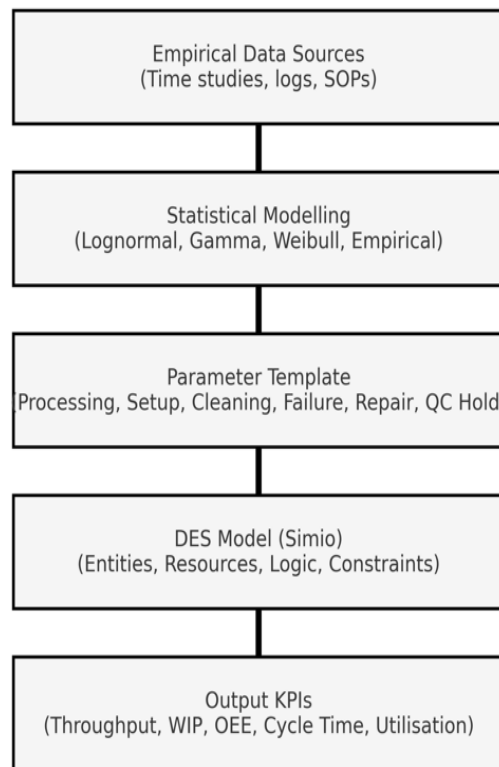 Empirical Data Sources
(Time studies, logs, SOPs)
Statistical Modelling
(Lognormal, Gamma, Weibull, Empirical)
Parameter Template
(Processing, Setup, Cleaning, Failure, Repair, QC Hold
DES Model (Simio)
(Entities, Resources, Logic, Constraints)
Output KPIs
(Throughput, WIP, OEE, Cycle Time, Utilisation)